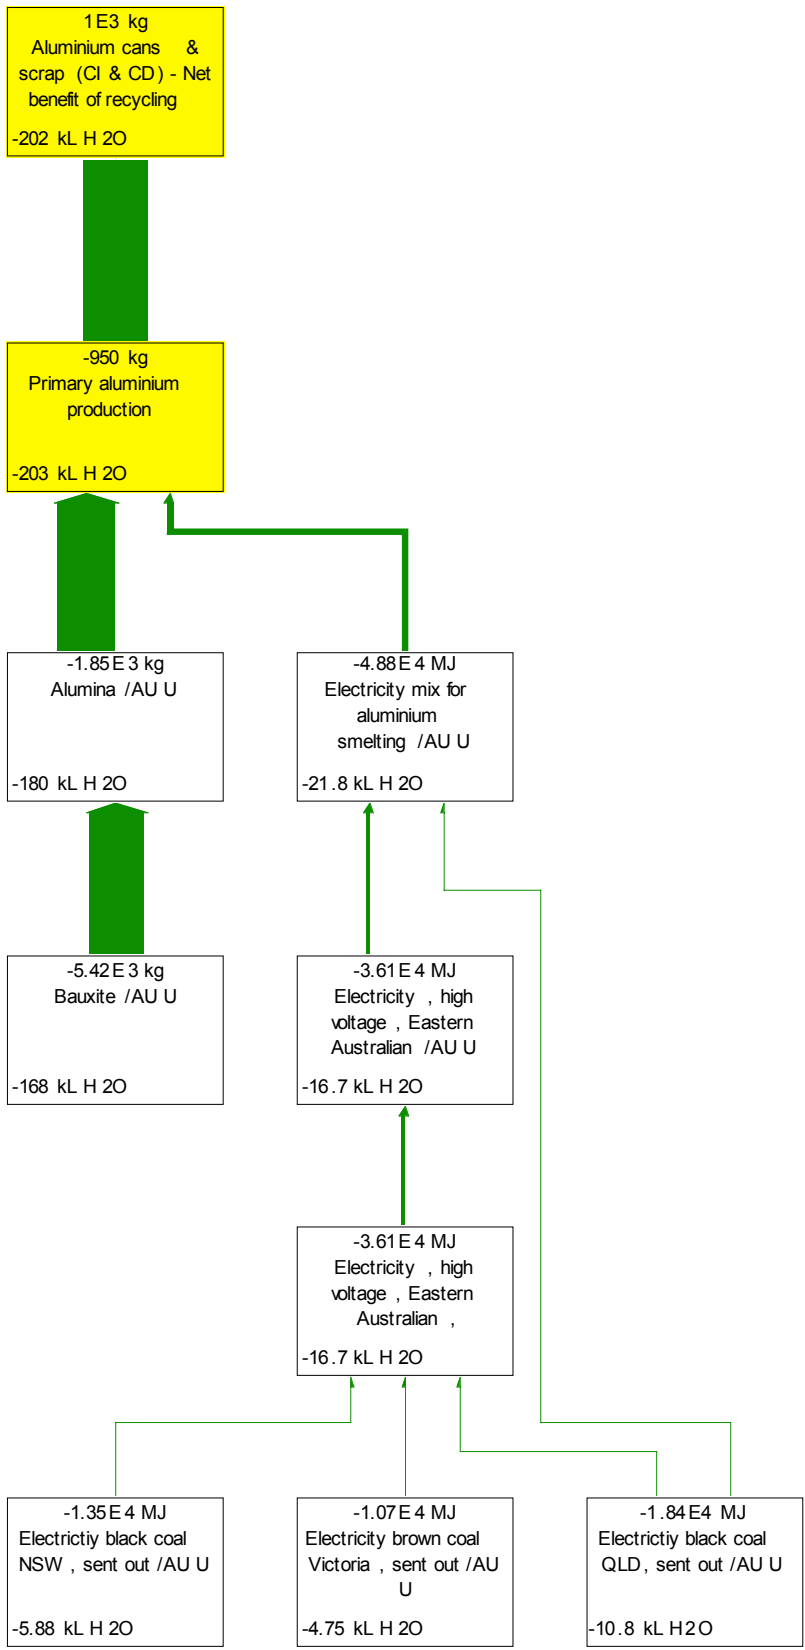 1E3 kg
Aluminium cans &
scrap (CI & CD) - Net
benefit of recycling
-202 kL H2O
-950 kg
Primary aluminium
production
-203 kL H2O
-1.85E3 kg
Alumina /AU U
-180 kL H2O
-4.88E4 MJ
Electricity mix for
aluminium
smelting /AU U
-21.8 kL H2O
-5.42E3 kg
Bauxite /AU U
-168 kL H2O
-3.61E4 MJ
Electricity , high
voltage , Eastern
Australian /AU U
-16.7 kL H2O
-3.61E4 MJ
Electricity , high
voltage , Eastern
Australian ,
-16.7 kL H2O
-1.35E4 MJ
Electrictiy black coal
NSW , sent out /AU U
-5.88 kL H2O
-1.07E4 MJ
Electricity brown coal
Victoria , sent out /AU
U
-4.75 kL H2O
-1.84E4 MJ
Electrictiy black coal
QLD, sent out /AU U
-10.8 kL H2O